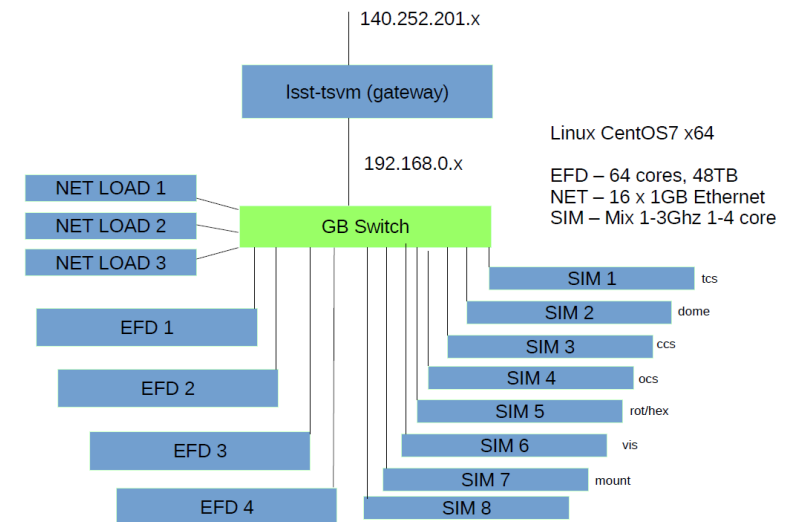 140.252.201.x
lsst-tsvm (gateway)
Linux CentOS7 x64
192.168.0.x
EFD – 64 cores, 48TB
NET – 16 x 1GB Ethernet
SIM – Mix 1-3Ghz 1-4 core
NET LOAD 1
NET LOAD 2
NET LOAD 3
GB Switch
SIM 1 tcs
SIM 2 dome
SIM 3 ccs
SIM 4 ocs
SIM 5 rot/hex
SIM 6 vis
SIM 7 mount
SIM 8
EFD 1
EFD 2
EFD 3
EFD 4